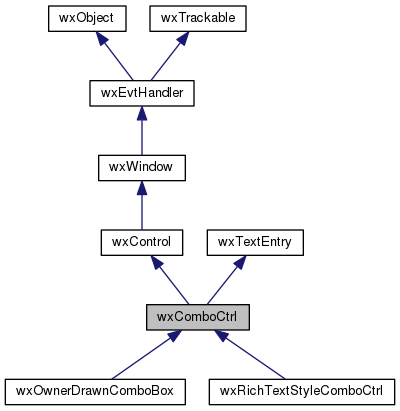 wxObject
wxTrackable
wxEvtHandler
wxWindow
wxControl
wxTextEntry
wxComboCtrl
wxOwnerDrawnComboBox
wxRichTextStyleComboCtrl